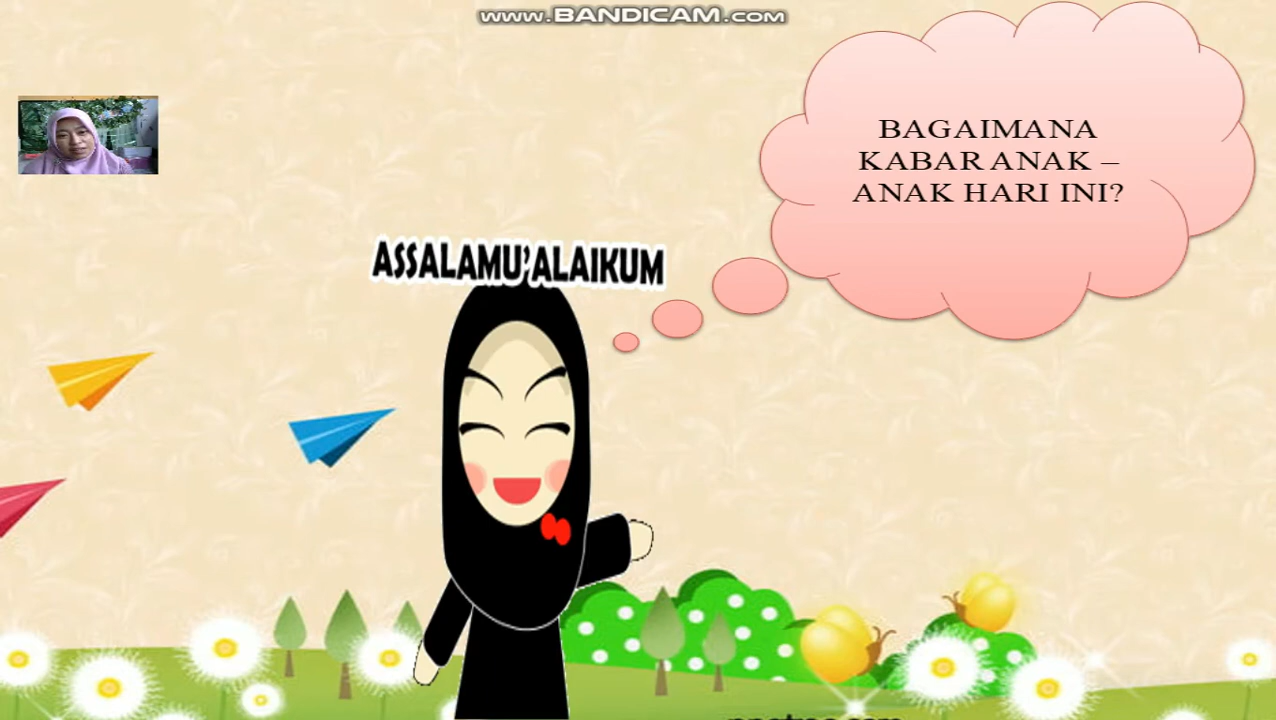 www.BANDICAM.com
BAGAIMANA
KABAR ANAK –
ANAK HARI INI?
ASSALAMU'ALAIKUM